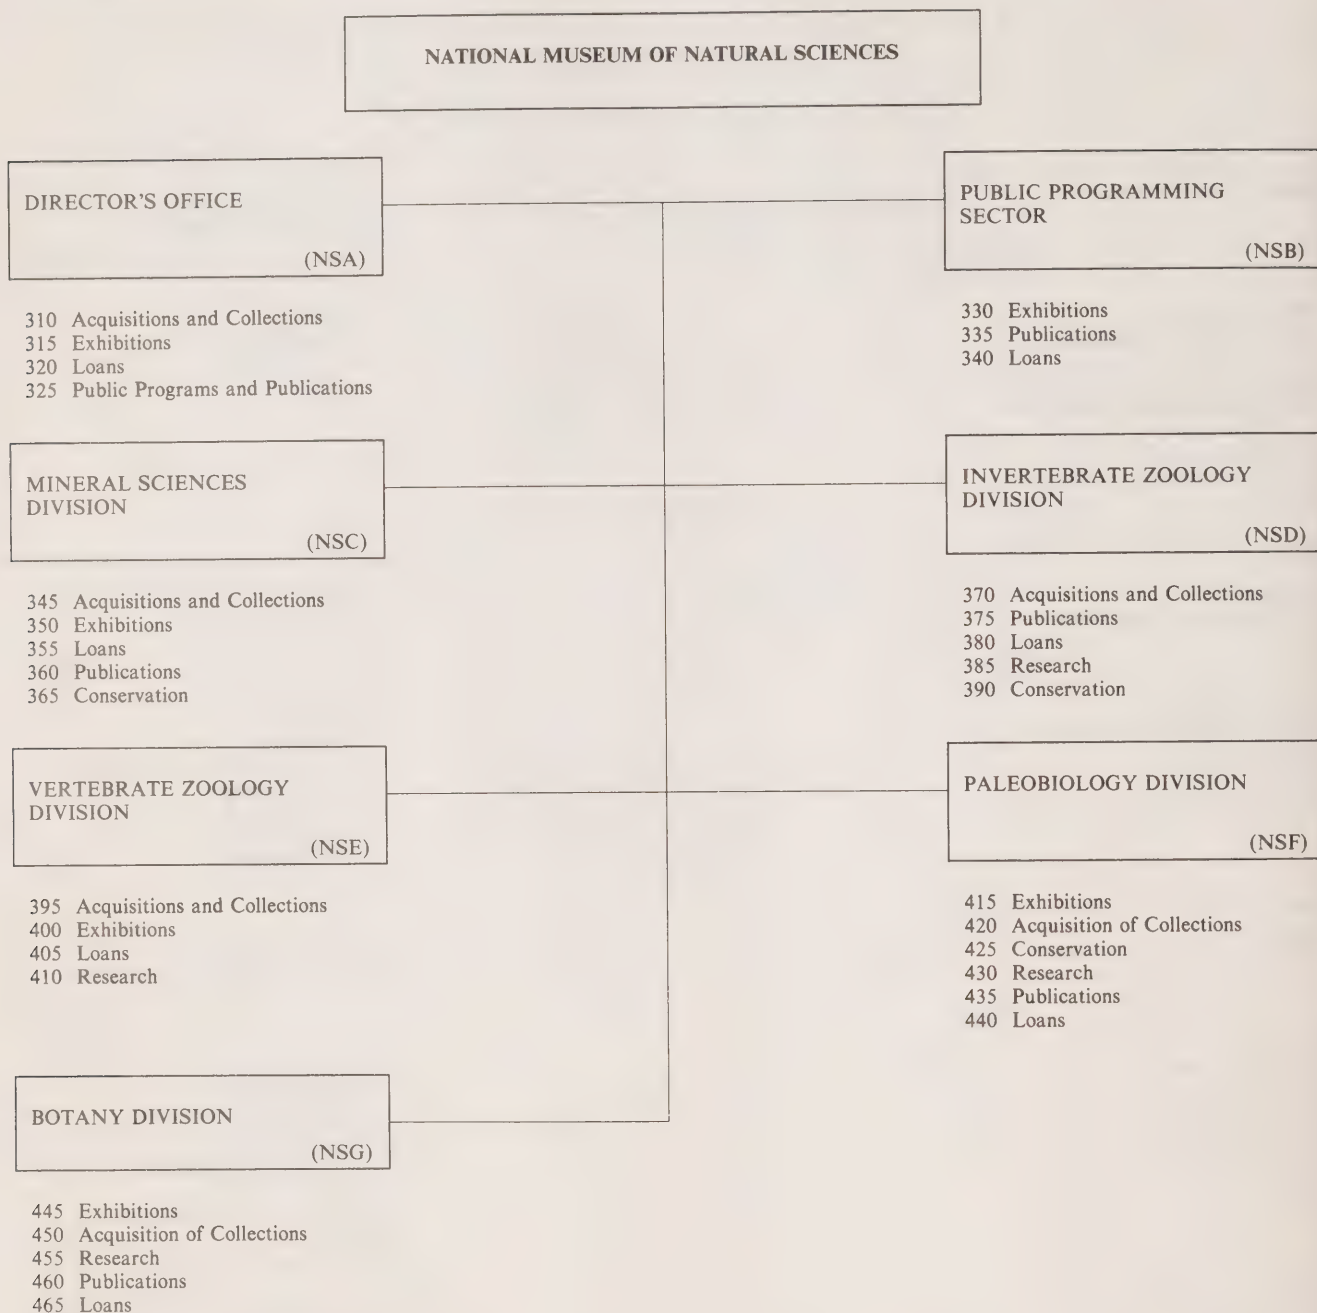 NATIONAL MUSEUM OF NATURAL SCIENCES
DIRECTOR'S OFFICE
(NSA)
310 Acquisitions and Collections
315 Exhibitions
320 Loans
325 Public Programs and Publications
PUBLIC PROGRAMMING
SECTOR
(NSB)
330 Exhibitions
335 Publications
340 Loans
MINERAL SCIENCES
DIVISION
(NSC)
345 Acquisitions and Collections
350 Exhibitions
355 Loans
360 Publications
365 Conservation
INVERTEBRATE ZOOLOGY
DIVISION
(NSD)
370 Acquisitions and Collections
375 Publications
380 Loans
385 Research
390 Conservation
VERTEBRATE ZOOLOGY
DIVISION
(NSE)
395 Acquisitions and Collections
400 Exhibitions
405 Loans
410 Research
PALEOBIOLOGY DIVISION
(NSF)
415 Exhibitions
420 Acquisition of Collections
425 Conservation
430 Research
435 Publications
440 Loans
BOTANY DIVISION
(NSG)
445 Exhibitions
450 Acquisition of Collections
455 Research
460 Publications
465 Loans